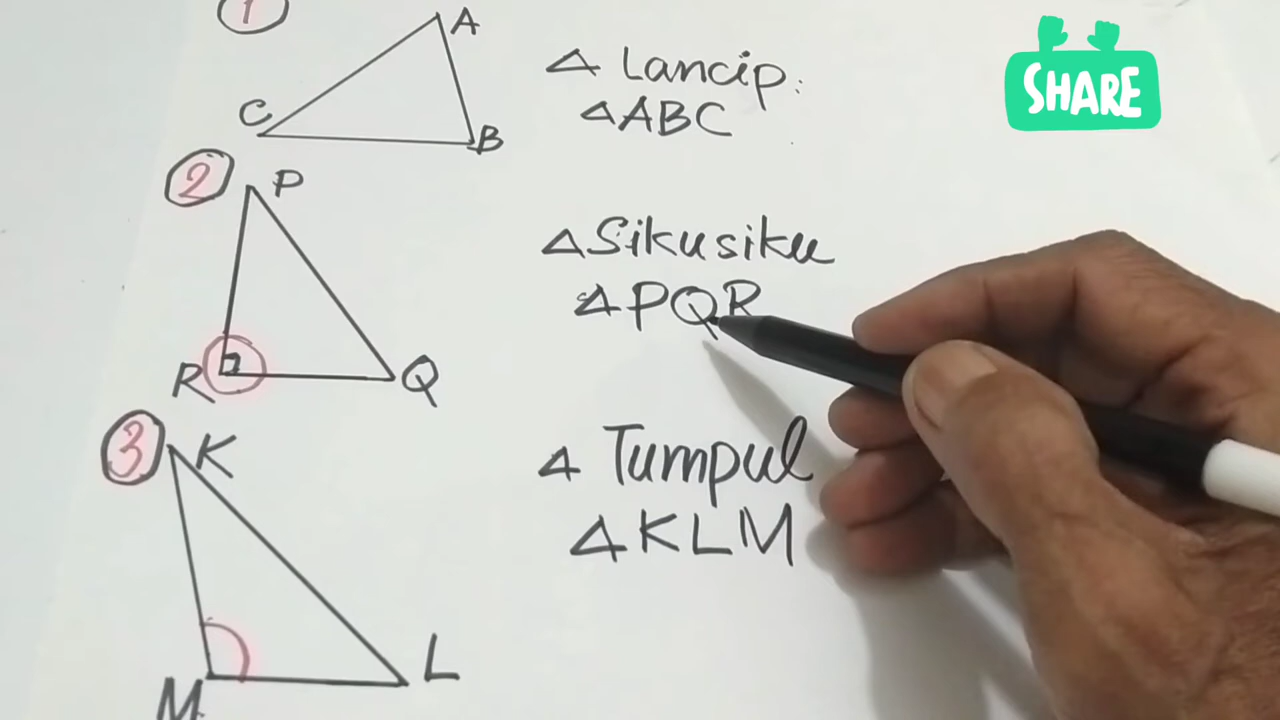 1
A
C
B
△ Lancip:
△ABC
SHARE
2
P
R
Q
△Sikusiku
△PQR
3
K
M
L
△ Tumpul
△KLM